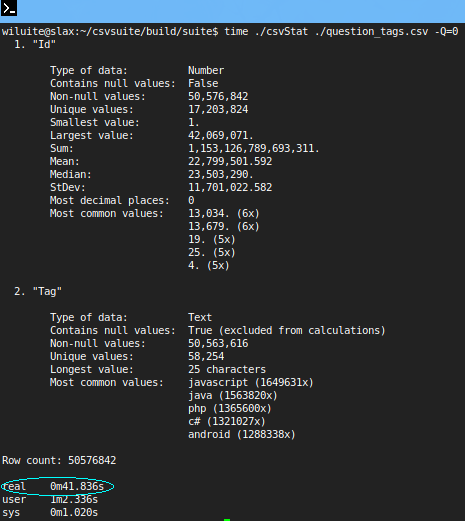 wiluite@slax:~/csvsuite/build/suite$ time ./csvStat ./question_tags.csv -Q=0
1. "Id"
Type of data: Number
Contains null values: False
Non-null values: 50,576,842
Unique values: 17,203,824
Smallest value: 1.
Largest value: 42,069,071.
Sum: 1,153,126,789,693,311.
Mean: 22,799,501.592
Median: 23,503,290.
StDev: 11,701,022.582
Most decimal places: 0
Most common values: 13,034. (6x)
13,679. (6x)
19. (5x)
25. (5x)
4. (5x)
2. "Tag"
Type of data: Text
Contains null values: True (excluded from calculations)
Non-null values: 50,563,616
Unique values: 58,254
Longest value: 25 characters
Most common values: javascript (1649631x)
java (1563820x)
php (1365600x)
c# (1321027x)
android (1288338x)
Row count: 50576842
real 0m41.836s
user 1m2.336s
sys 0m1.020s